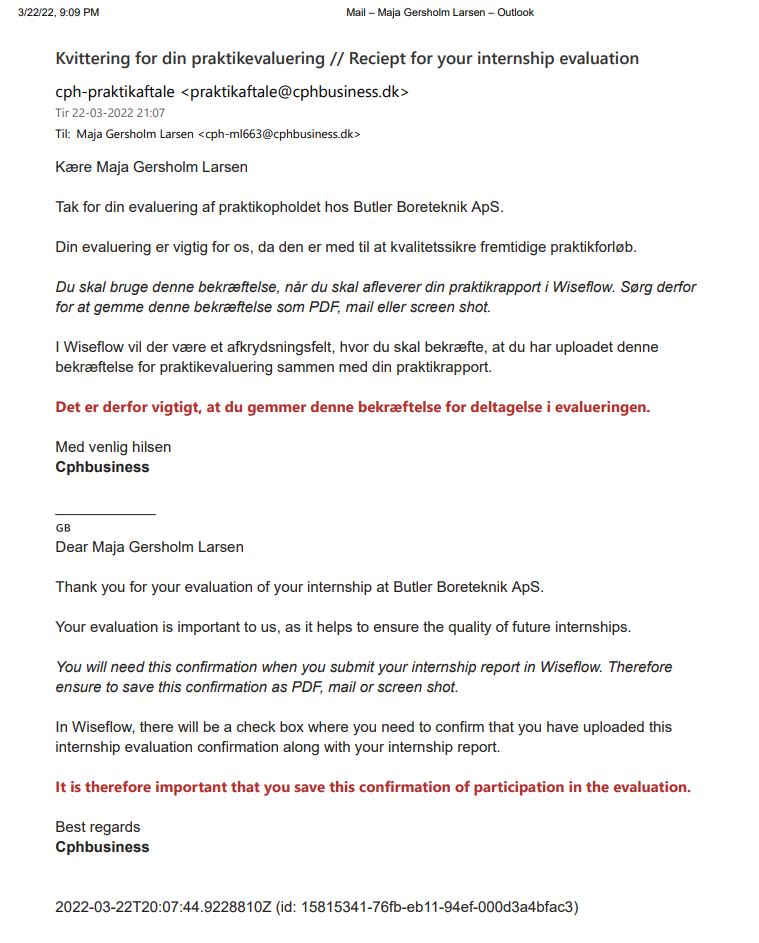 3/22/22, 9:09 PM
Mail – Maja Gersholm Larsen – Outlook
Kvittering for din praktikevaluering // Reciept for your internship evaluation
cph-praktikaftale <praktikaftale@cphbusiness.dk>
Tir 22-03-2022 21:07
Til: Maja Gersholm Larsen <cph-ml663@cphbusiness.dk>
Kære Maja Gersholm Larsen
Tak for din evaluering af praktikopholdet hos Butler Boreteknik ApS.
Din evaluering er vigtig for os, da den er med til at kvalitetssikre fremtidige praktikforløb.
Du skal bruge denne bekræftelse, når du skal afleverer din praktikrapport i Wiseflow. Sørg derfor
for at gemme denne bekræftelse som PDF, mail eller screen shot.
I Wiseflow vil der være et afkrydsningsfelt, hvor du skal bekræfte, at du har uploadet denne
bekræftelse for praktikevaluering sammen med din praktikrapport.
Det er derfor vigtigt, at du gemmer denne bekræftelse for deltagelse i evalueringen.
Med venlig hilsen
Cphbusiness
GB
Dear Maja Gersholm Larsen
Thank you for your evaluation of your internship at Butler Boreteknik ApS.
Your evaluation is important to us, as it helps to ensure the quality of future internships.
You will need this confirmation when you submit your internship report in Wiseflow. Therefore
ensure to save this confirmation as PDF, mail or screen shot.
In Wiseflow, there will be a check box where you need to confirm that you have uploaded this
internship evaluation confirmation along with your internship report.
It is therefore important that you save this confirmation of participation in the evaluation.
Best regards
Cphbusiness
2022-03-22T20:07:44.9228810Z (id: 15815341-76fb-eb11-94ef-000d3a4bfac3)